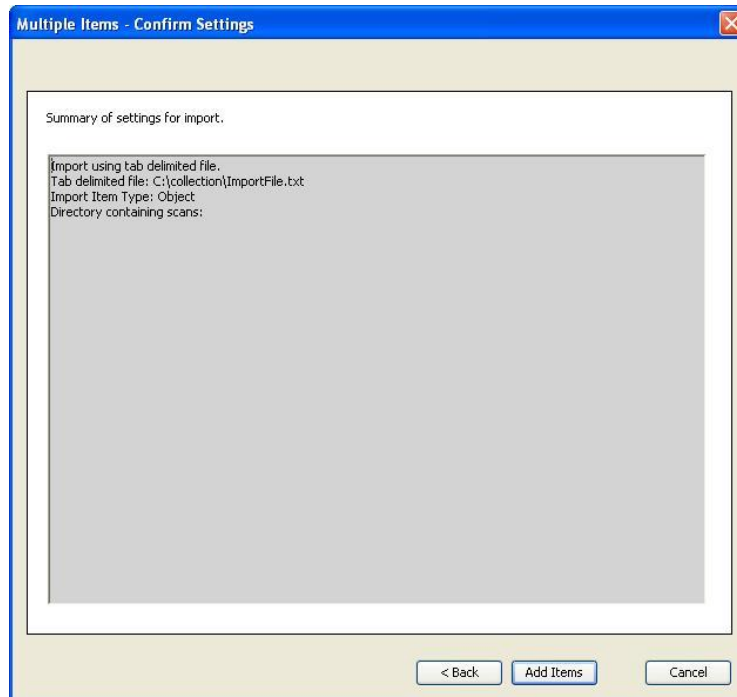 Multiple Items - Confirm Settings
Summary of settings for import.
Import using tab delimited file.
Tab delimited file: C:\collection\ImportFile.txt
Import Item Type: Object
Directory containing scans:
< Back Add Items Cancel